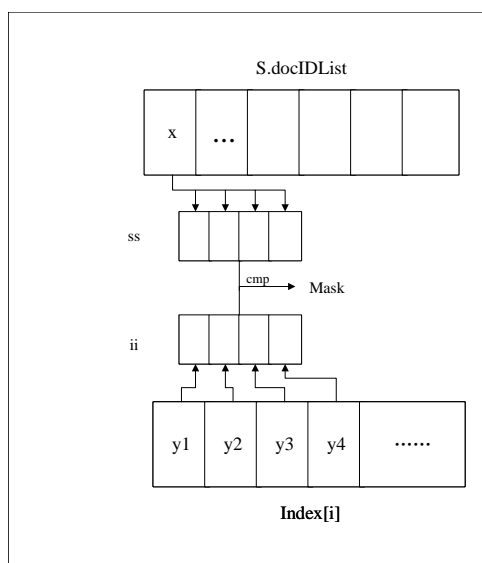 S.docIDList
x ...
ss
cmp
Mask
ii
y1 y2 y3 y4 ......
Index[i]